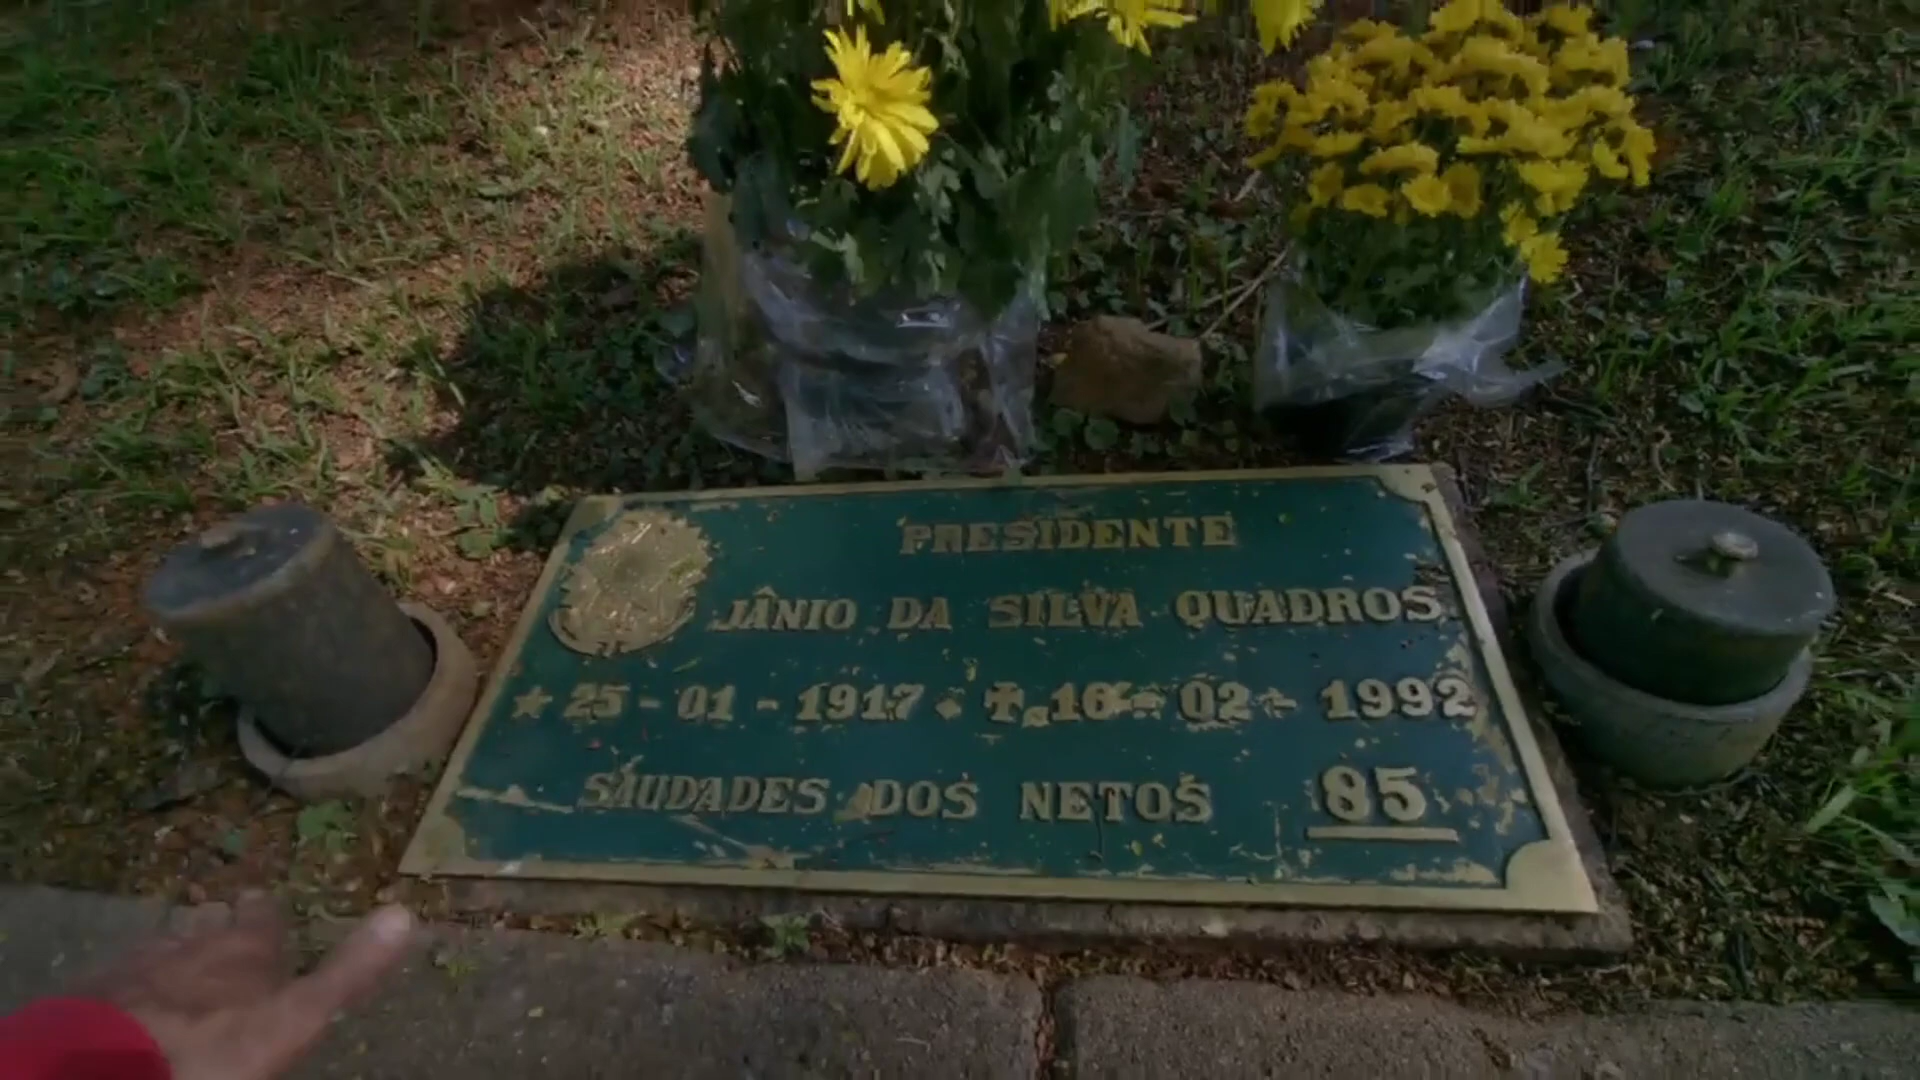 PRESIDENTE
JÂNIO DA SILVA QUADROS
★ 25 - 01 - 1917 ✝ 16 - 02 - 1992
SAUDADES DOS NETOS 85